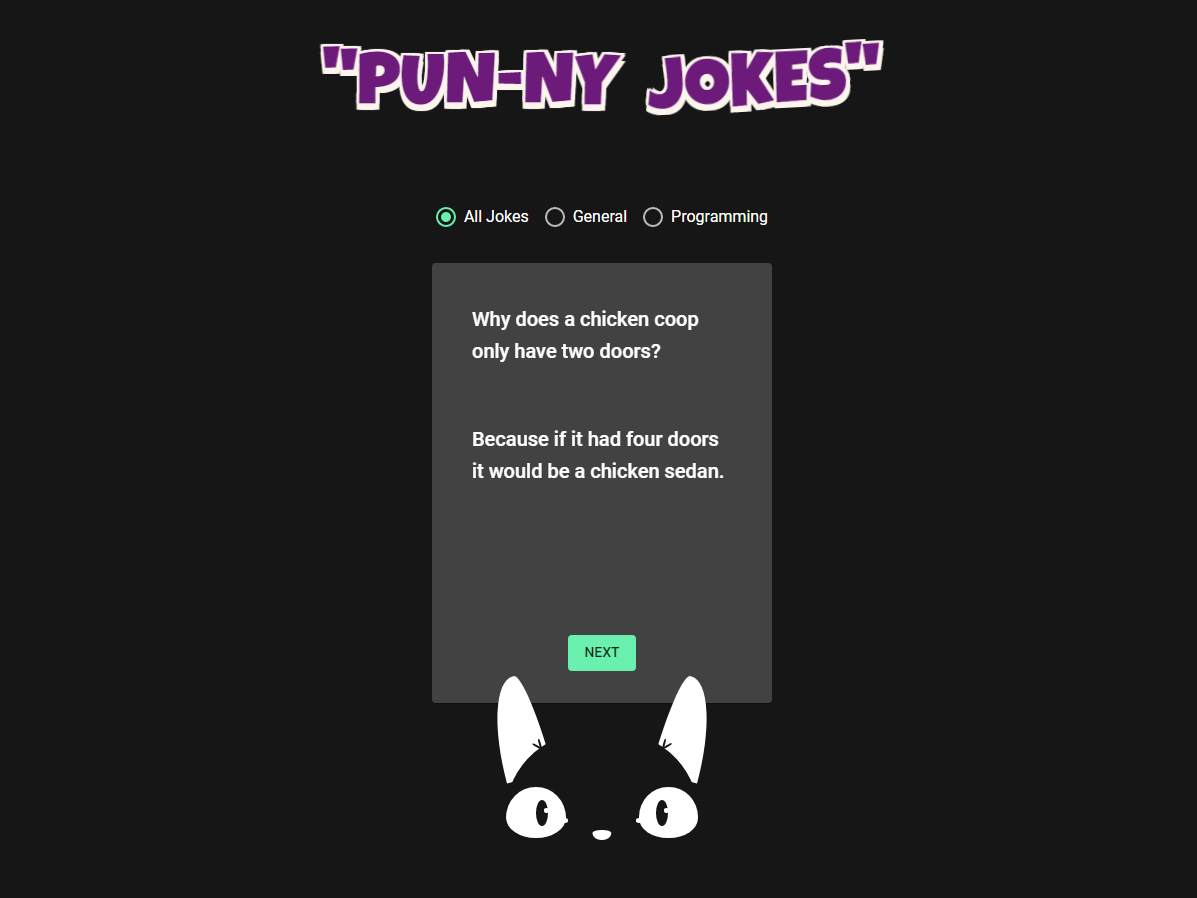 "PUN-NY JOKES"
All Jokes General Programming
Why does a chicken coop
only have two doors?
Because if it had four doors
it would be a chicken sedan.
NEXT